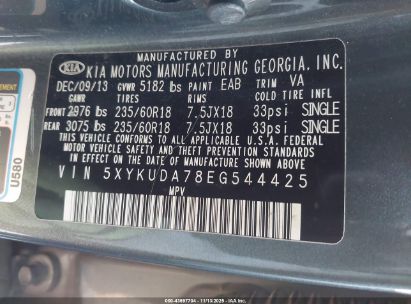 MANUFACTURED BY
KIA KIA MOTORS MANUFACTURING GEORGIA, INC.
DEC/09/13 GVWR 5182 lbs PAINT EAB TRIM VA
GAWR TIRES RIMS COLD TIRE INFL
FRONT 2976 lbs 235/60R18 7.5JX18 33psi SINGLE
REAR 3075 lbs 235/60R18 7.5JX18 33psi SINGLE
THIS VEHICLE CONFORMS TO ALL APPLICABLE FEDERAL
MOTOR VEHICLE SAFETY AND THEFT PREVENTION STANDARDS
IN EFFECT ON THE DATE OF MANUFACTURE SHOWN ABOVE.
VIN 5XYKUDA78EG544425
MPV
U580